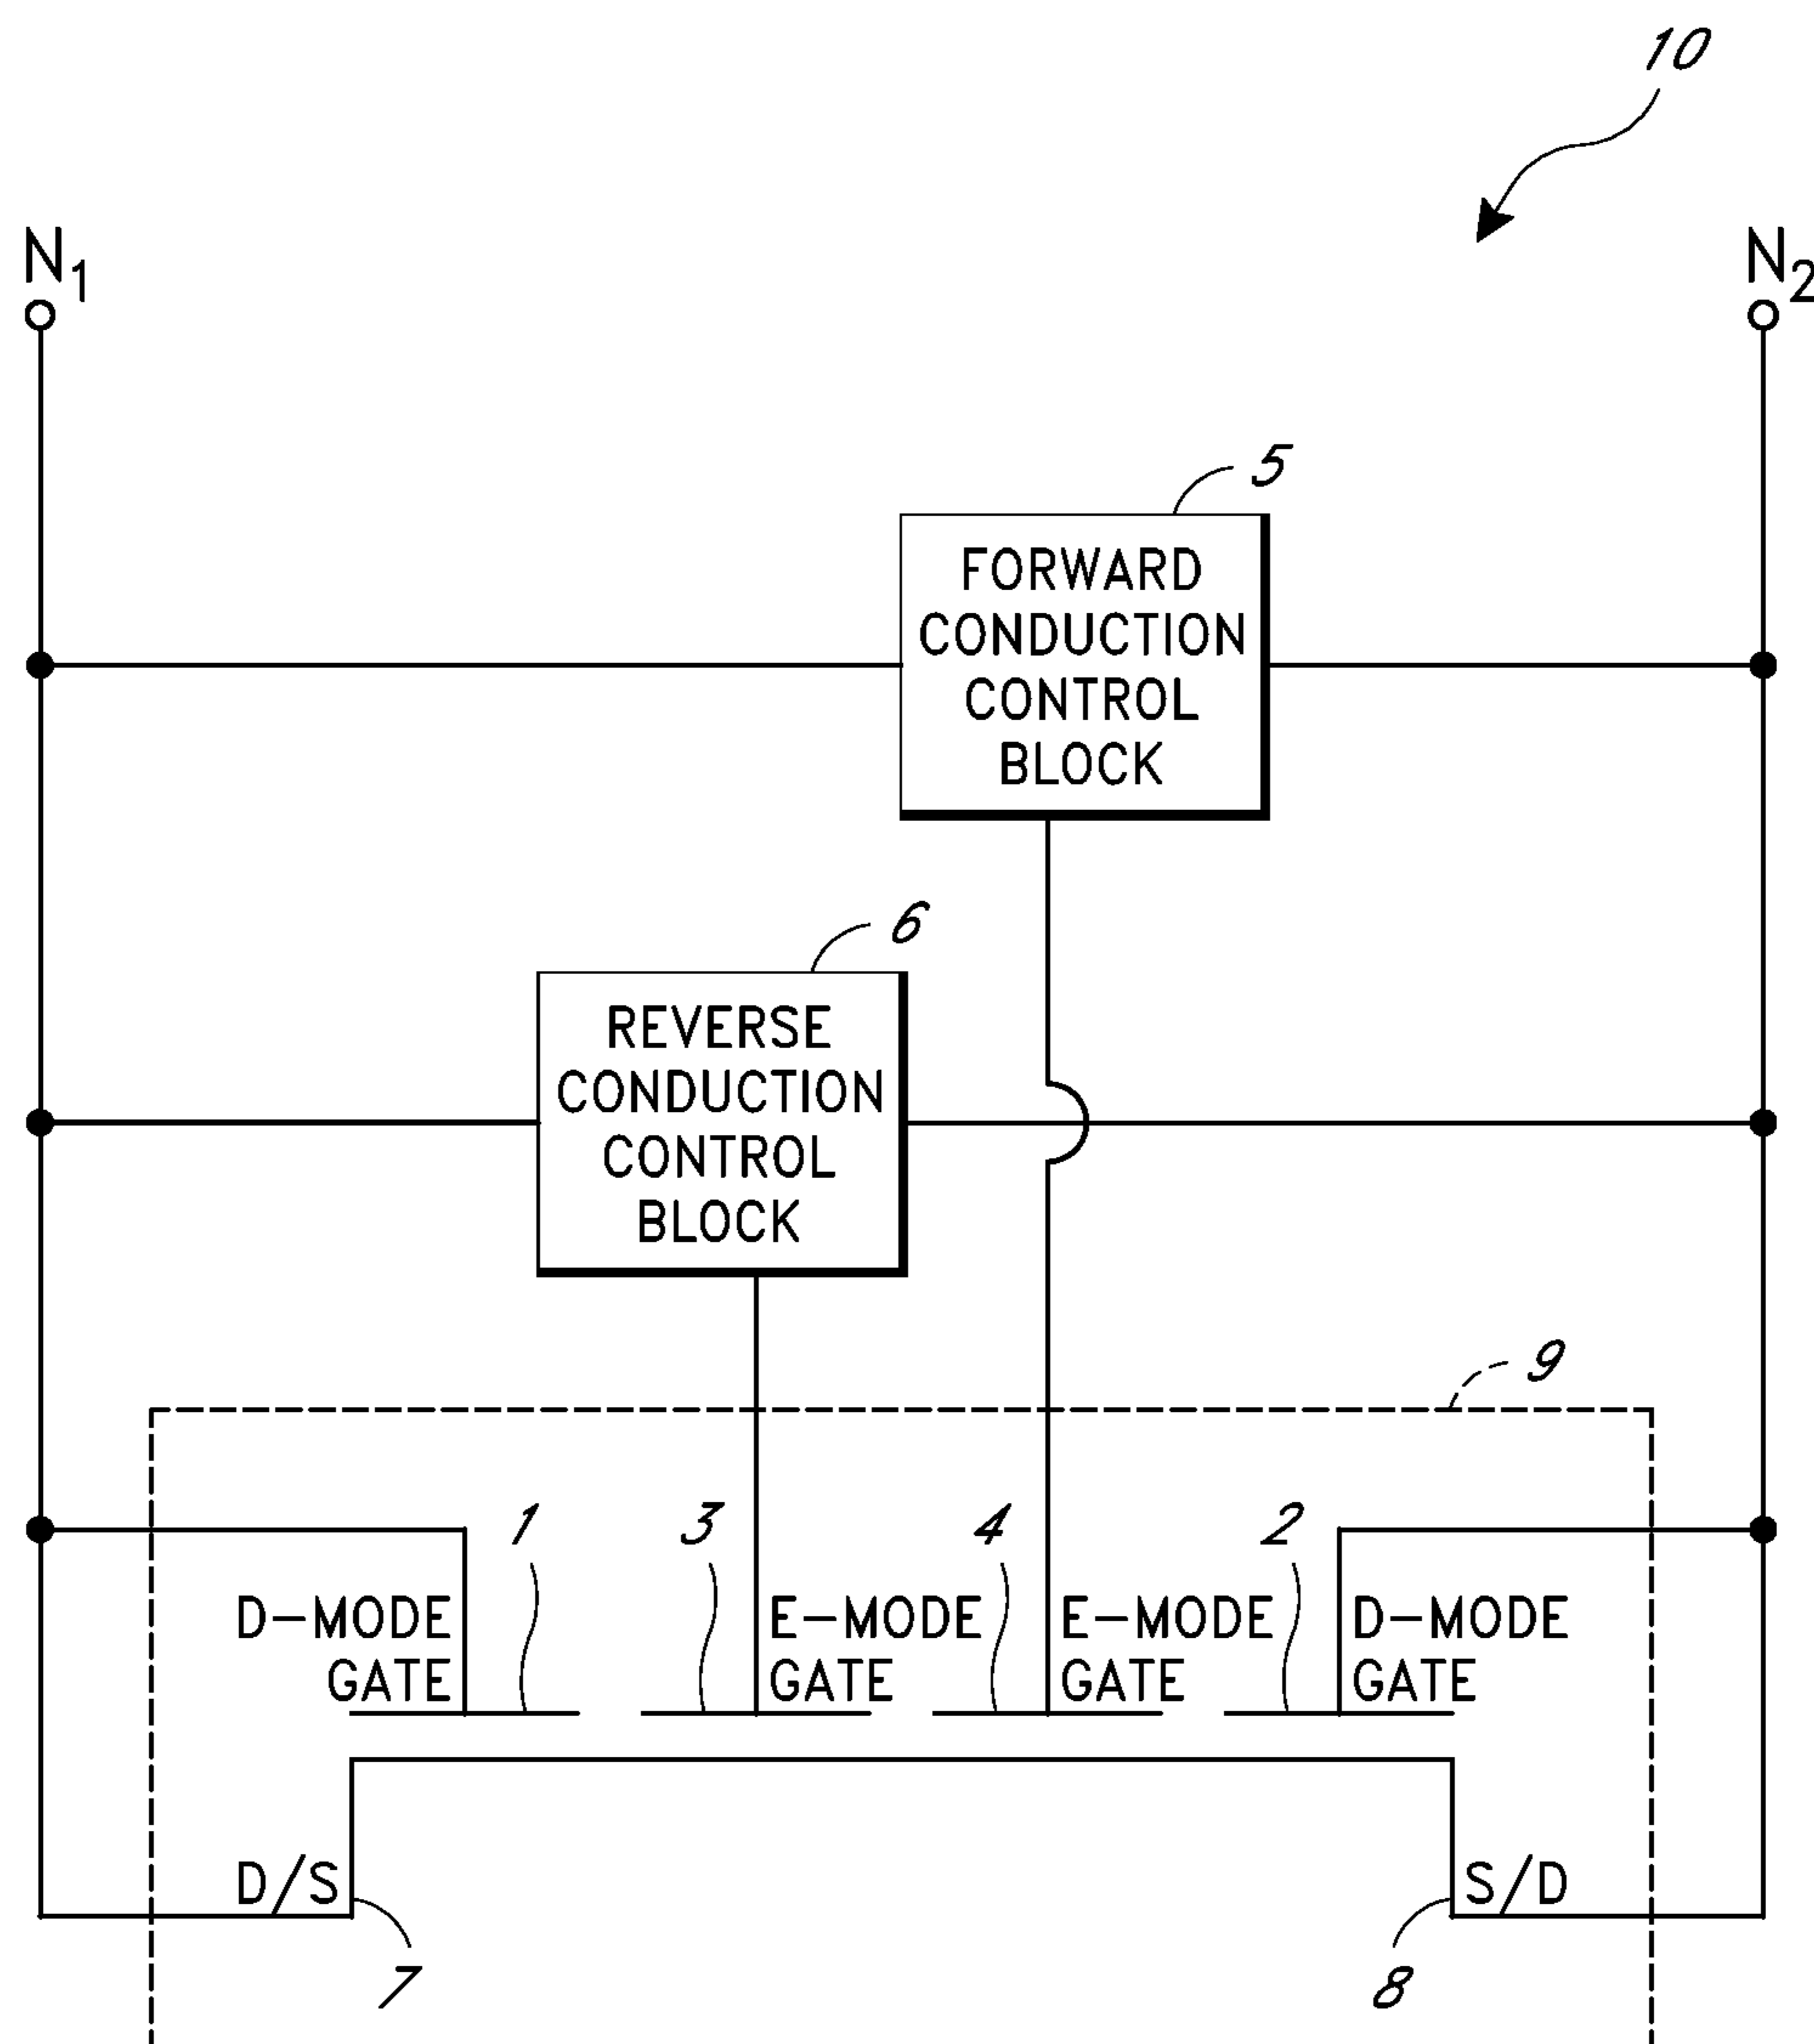 10
N1
N2
5
FORWARD
CONDUCTION
CONTROL
BLOCK
6
REVERSE
CONDUCTION
CONTROL
BLOCK
9
1
3
4
2
D-MODE
GATE
E-MODE
GATE
E-MODE
GATE
D-MODE
GATE
D/S
S/D
7
8